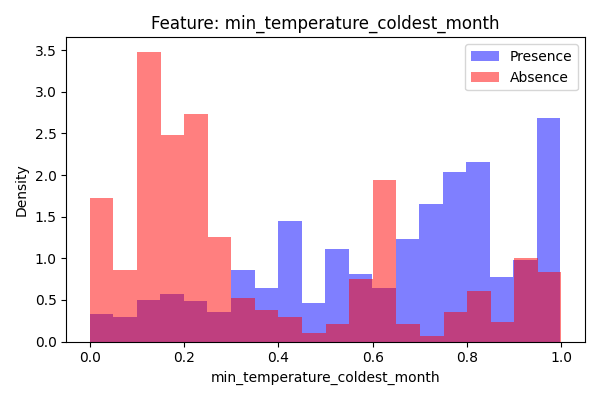 Feature: min_temperature_coldest_month
Presence
Absence
Density
3.5
3.0
2.5
2.0
1.5
1.0
0.5
0.0
0.0 0.2 0.4 0.6 0.8 1.0
min_temperature_coldest_month